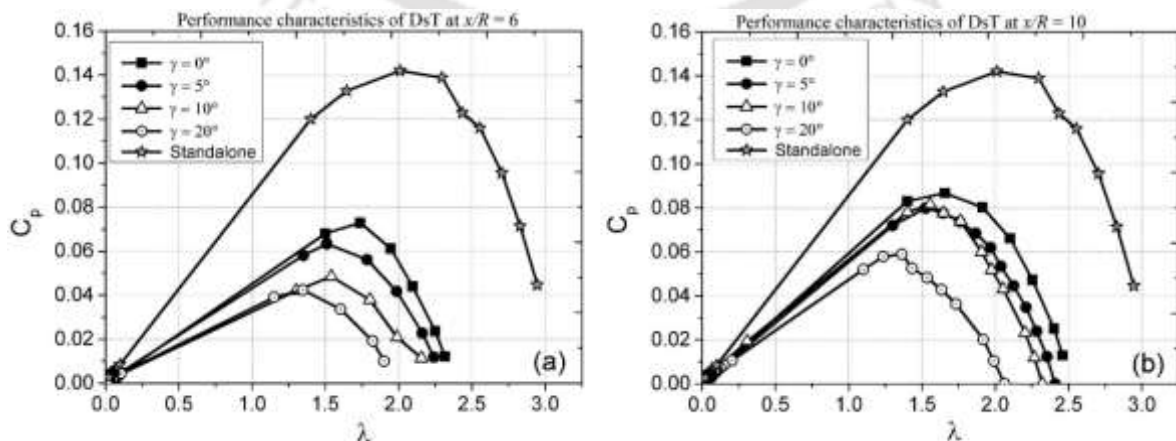 Performance characteristics of DsT at x/R = 6
0.16
0.14
0.12
0.10
0.08
0.06
0.04
0.02
0.00
Cp
γ = 0°
γ = 5°
γ = 10°
γ = 20°
Standalone
(a)
0.0 0.5 1.0 1.5 2.0 2.5 3.0
λ
Performance characteristics of DsT at x/R = 10
0.16
0.14
0.12
0.10
0.08
0.06
0.04
0.02
0.00
Cp
γ = 0°
γ = 5°
γ = 10°
γ = 20°
Standalone
(b)
0.0 0.5 1.0 1.5 2.0 2.5 3.0
λ